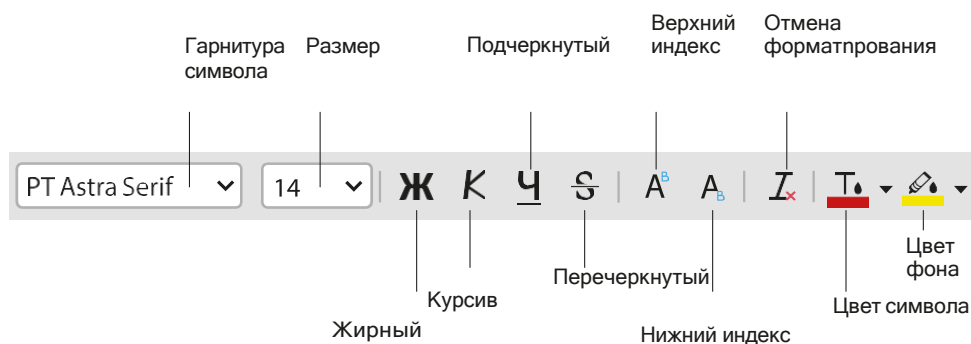 Гарнитура
символа
Размер
Подчеркнутый
Верхний
индекс
Отмена
форматпрования
PT Astra Serif
14
Ж
К
Ч
S
A B
A B
I x
T
Жирный
Курсив
Перечеркнутый
Нижний индекс
Цвет символа
Цвет
фона